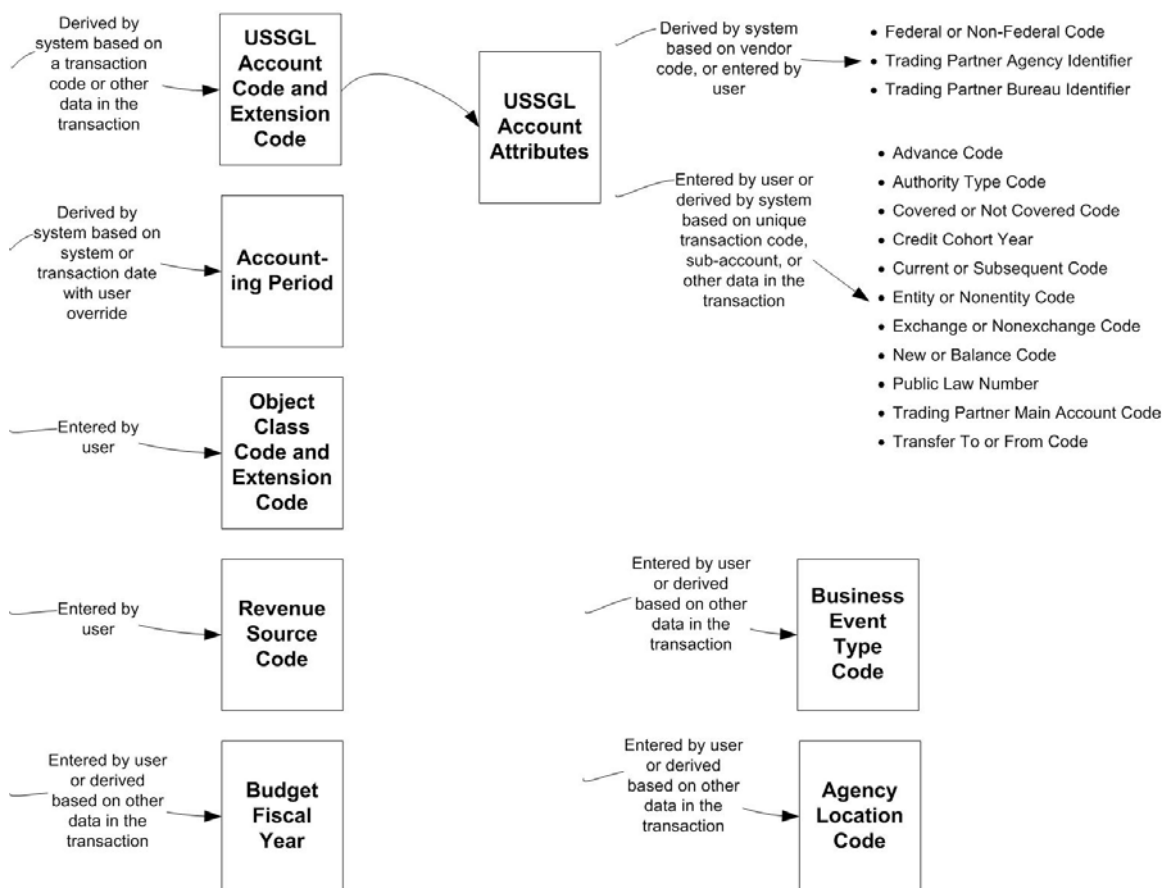 Derived by
system based on
a transaction
code or other
data in the
transaction
USSGL
Account
Code and
Extension
Code
USSGL
Account
Attributes
Derived by system
based on vendor
code, or entered by
user
• Federal or Non-Federal Code
• Trading Partner Agency Identifier
• Trading Partner Bureau Identifier
Entered by user or
derived by system
based on unique
transaction code,
sub-account, or
other data in the
transaction
• Advance Code
• Authority Type Code
• Covered or Not Covered Code
• Credit Cohort Year
• Current or Subsequent Code
• Entity or Nonentity Code
• Exchange or Nonexchange Code
• New or Balance Code
• Public Law Number
• Trading Partner Main Account Code
• Transfer To or From Code
Derived by
system based on
system or
transaction date
with user
override
Account-
ing Period
Entered by
user
Object
Class
Code and
Extension
Code
Entered by
user
Revenue
Source
Code
Entered by user
or derived
based on other
data in the
transaction
Business
Event
Type
Code
Entered by user
or derived
based on other
data in the
transaction
Budget
Fiscal
Year
Entered by user
or derived
based on other
data in the
transaction
Agency
Location
Code